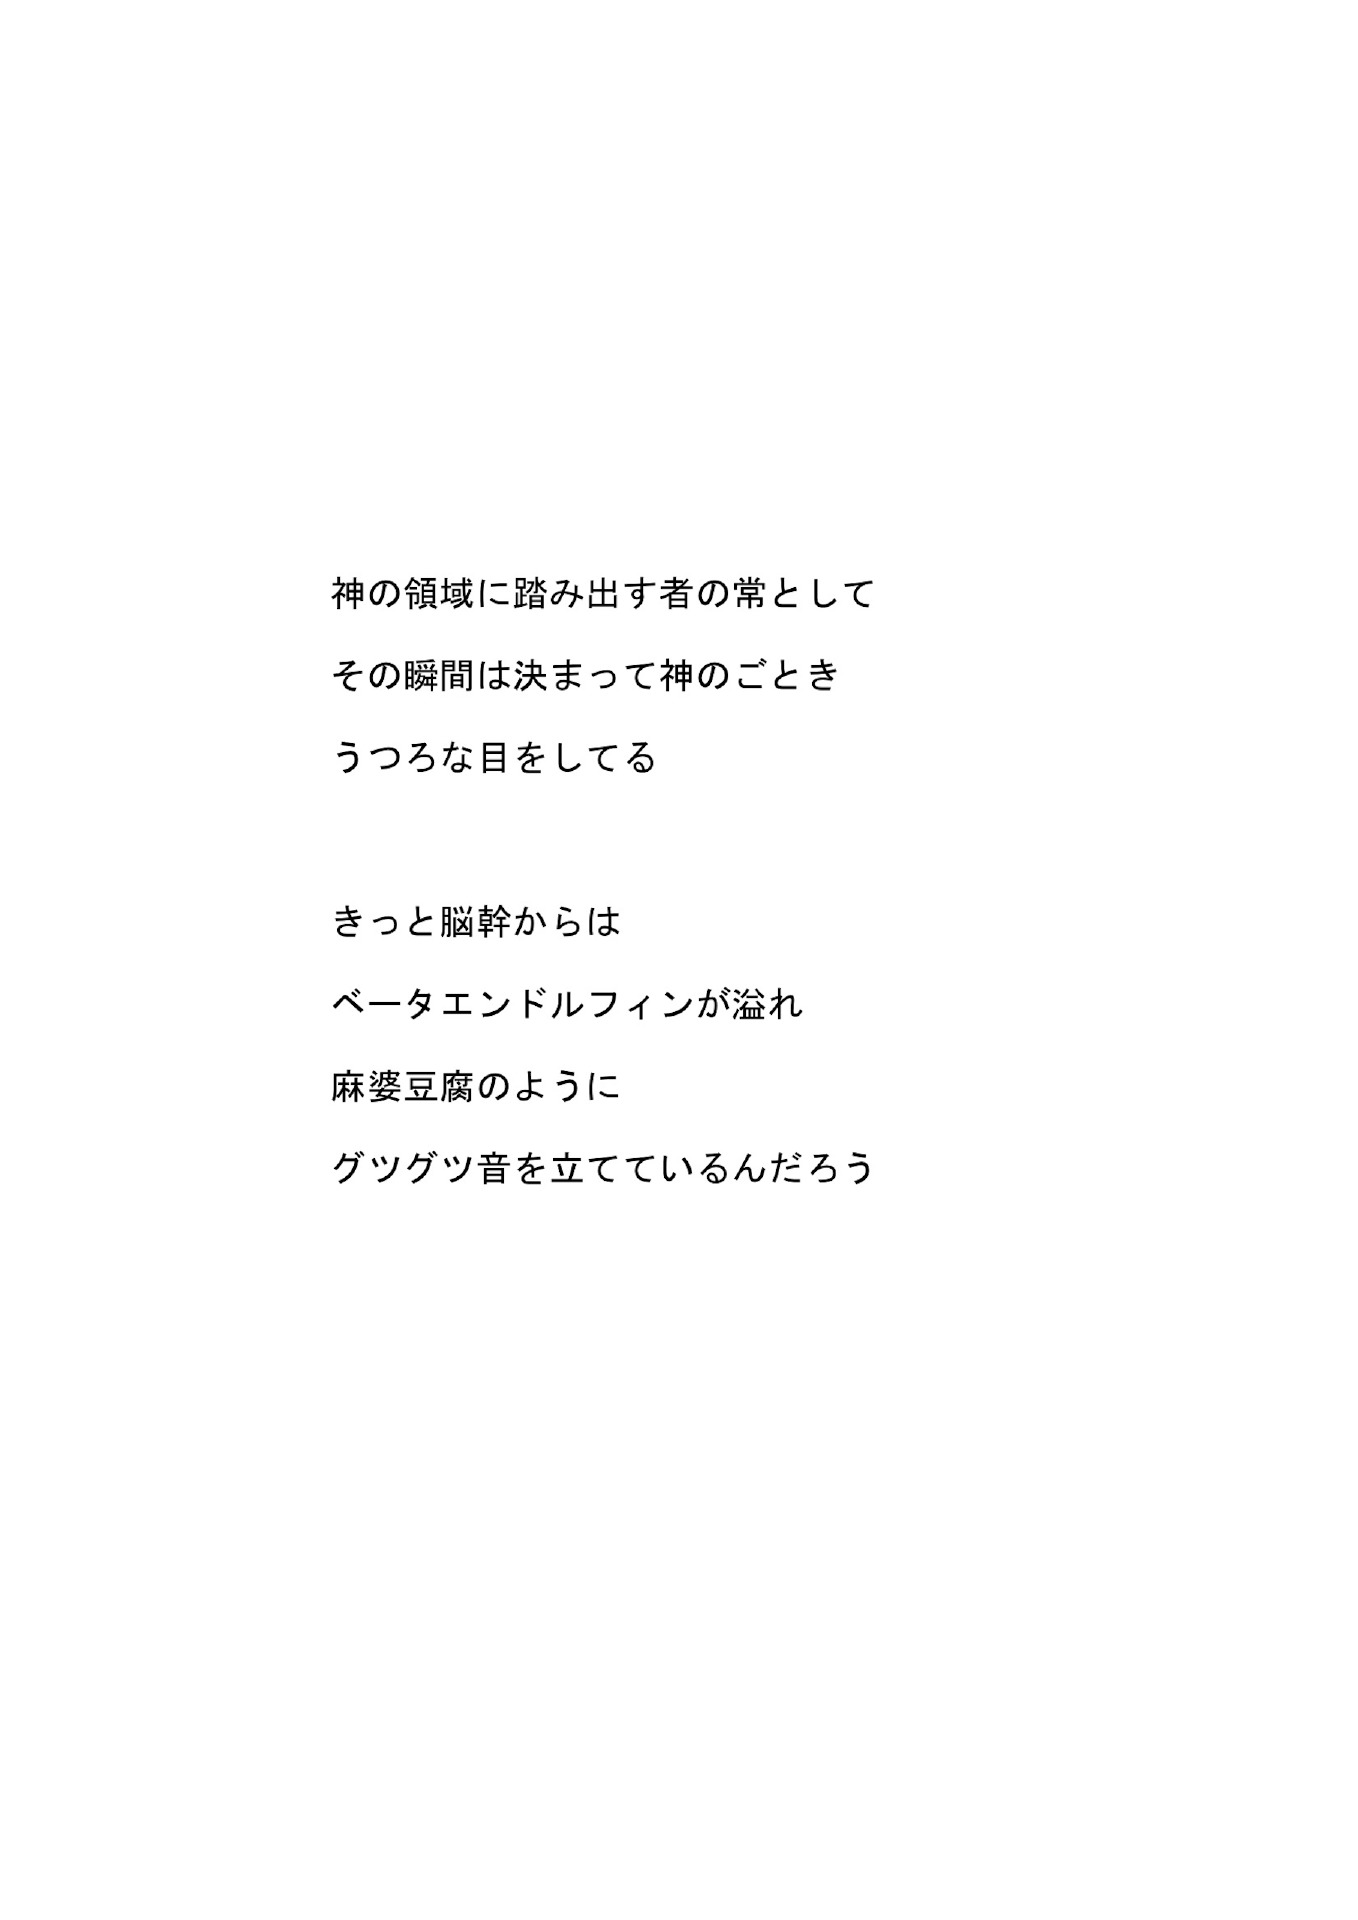 神の領域に踏み出す者の常として
その瞬間は決まって神のごとき
うつろな目をしてる
きっと脳幹からは
ベータエンドルフィンが溢れ
麻婆豆腐のように
グツグツ音を立てているんだろう